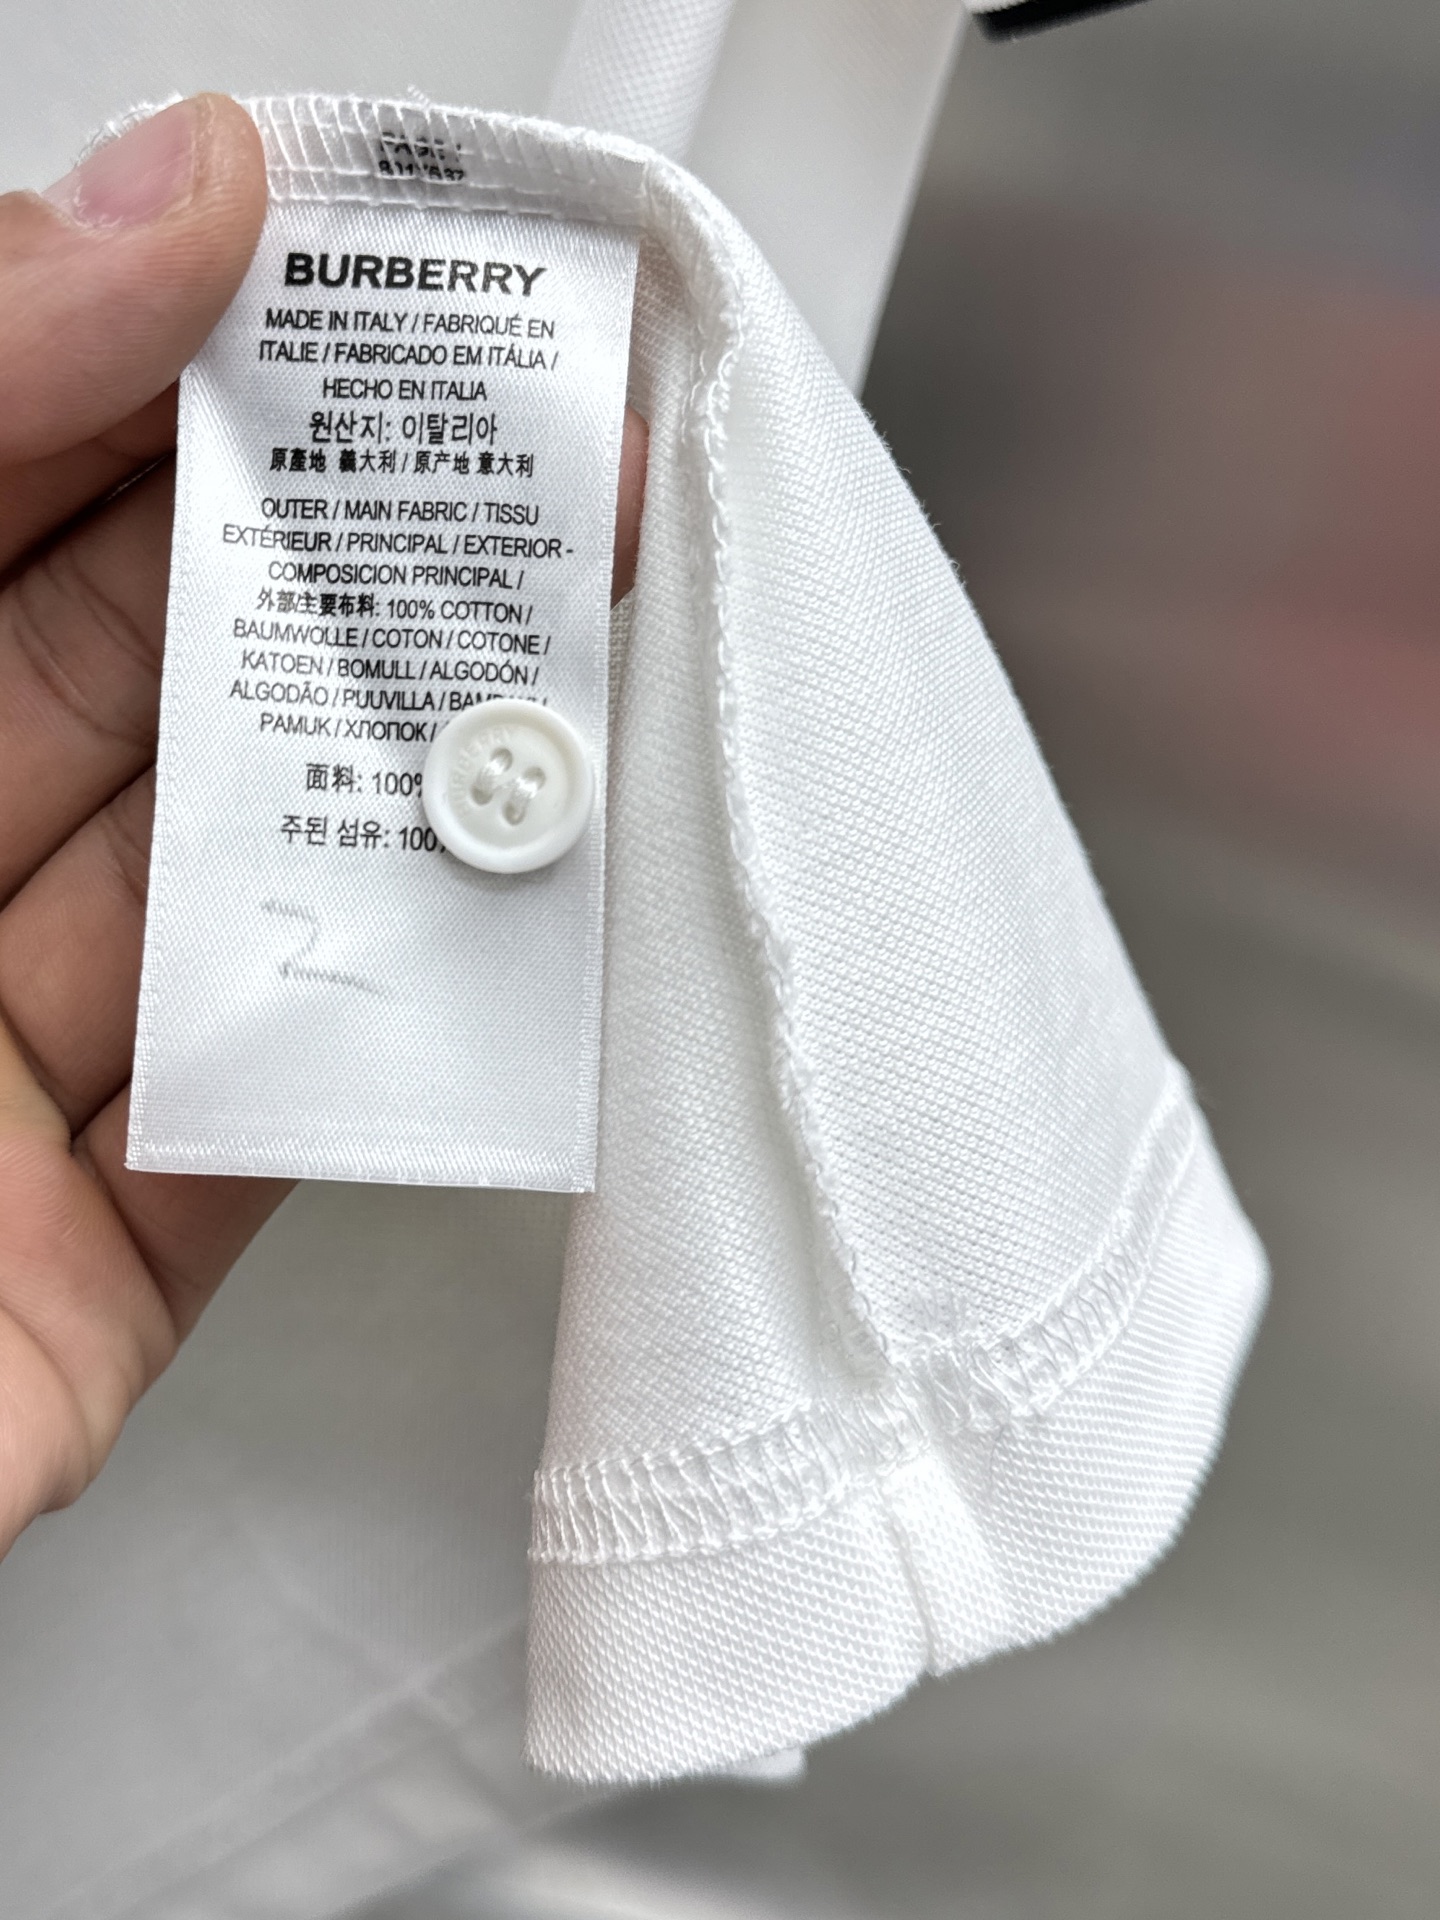 BURBERRY
MADE IN ITALY / FABRIQUÉ EN
ITALIE / FABRICADO EM ITÁLIA /
HECHO EN ITALIA
원산지: 이탈리아
原產地 義大利 / 原产地 意大利
OUTER / MAIN FABRIC / TISSU
EXTÉRIEUR / PRINCIPAL / EXTERIOR -
COMPOSICION PRINCIPAL /
外部/主要布料: 100% COTTON /
BAUMWOLLE / COTON / COTONE /
KATOEN / BOMULL / ALGODÓN /
ALGODÃO / PUUVILLA /
PAMUK / ХЛОПОК /
面料: 100%
주된 섬유: 100%